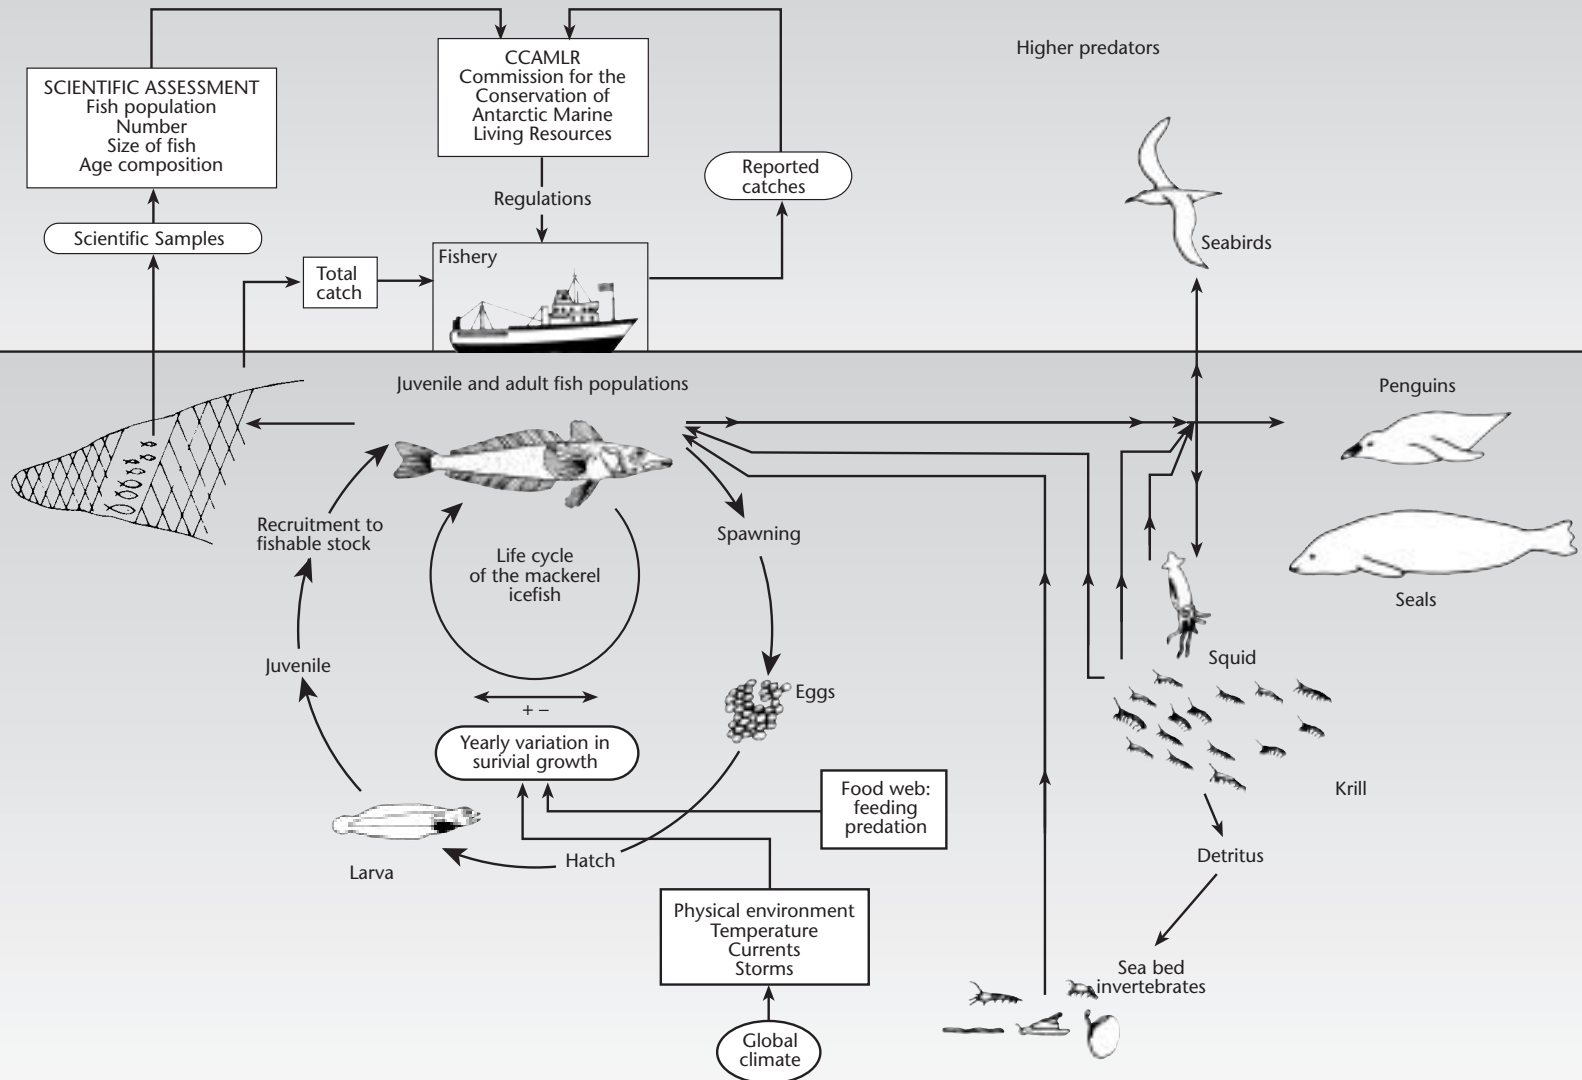 CCAMLR
Commission for the
Conservation of
Antarctic Marine
Living Resources
Higher predators
SCIENTIFIC ASSESSMENT
Fish population
Number
Size of fish
Age composition
Reported
catches
Regulations
Scientific Samples
Seabirds
Fishery
Total
catch
Juvenile and adult fish populations
Penguins
Recruitment to
fishable stock
Spawning
Life cycle
of the mackerel
icefish
Seals
Juvenile
Squid
Eggs
+ –
Yearly variation in
surivial growth
Food web:
feeding
predation
Krill
Larva
Hatch
Detritus
Physical environment
Temperature
Currents
Storms
Sea bed
invertebrates
Global
climate